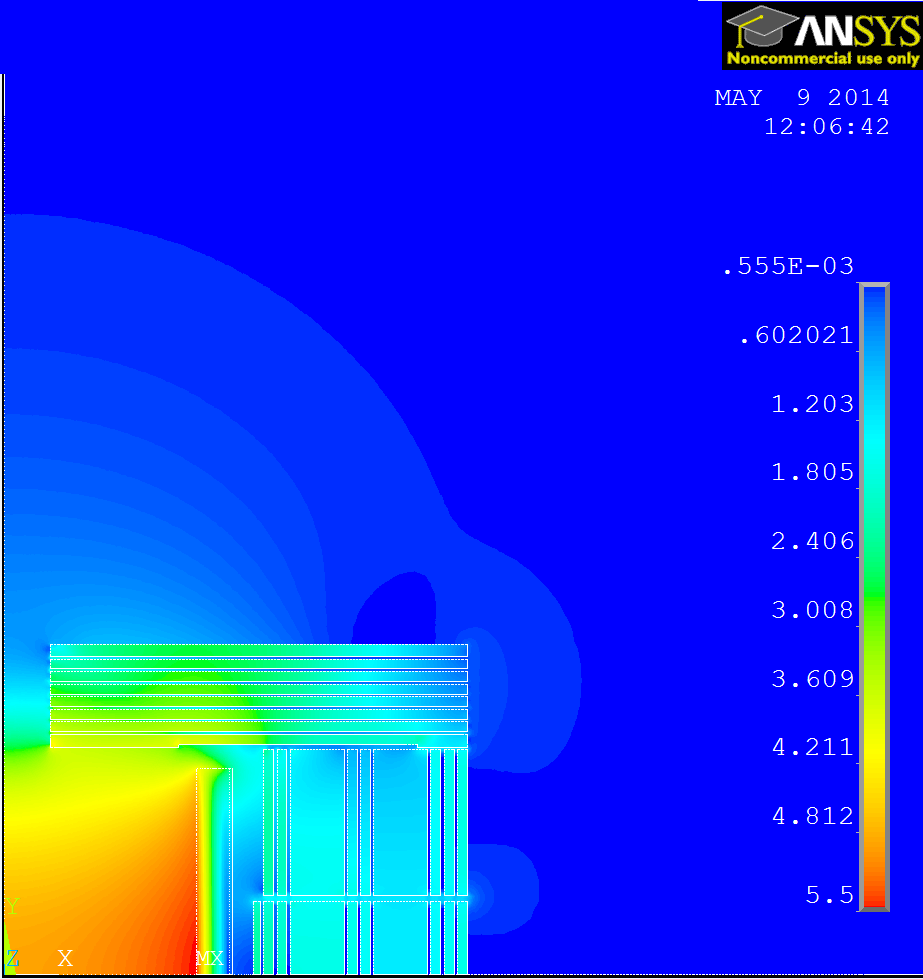 ANSYS
Noncommercial use only
MAY 9 2014
12:06:42
.555E-03
.602021
1.203
1.805
2.406
3.008
3.609
4.211
4.812
5.5
Y
Z X MX